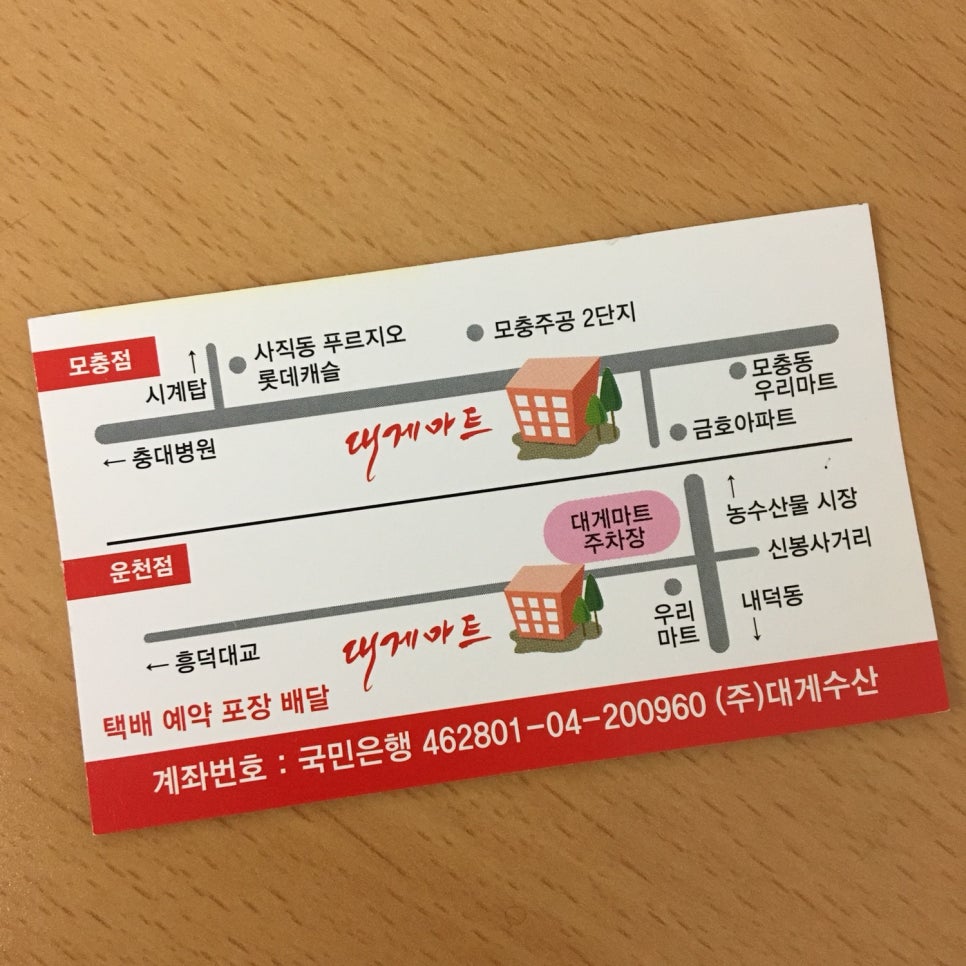 모충점
↑
시계탑
사직동 푸르지오
롯데캐슬
모충주공 2단지
모충동
우리마트
금호아파트
대게마트
← 충대병원
운천점
대게마트
주차장
↑
농수산물 시장
신봉사거리
우리
마트
내덕동
↓
대게마트
← 흥덕대교
택배 예약 포장 배달
계좌번호 : 국민은행 462801-04-200960 (주)대게수산